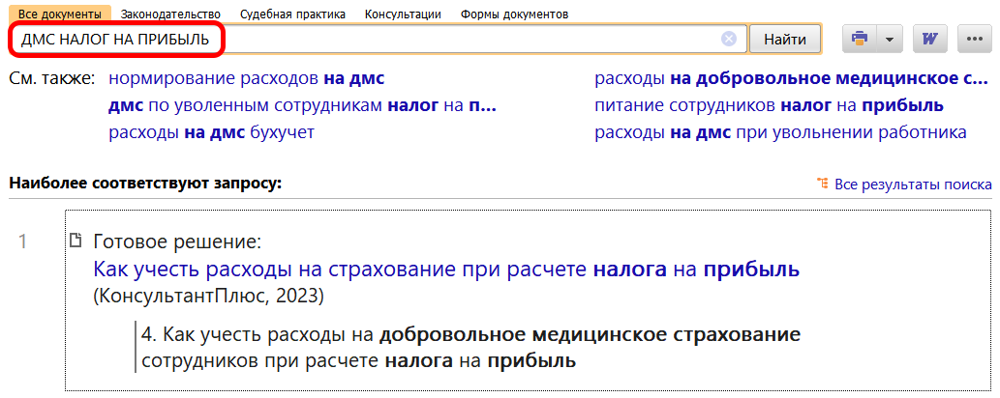 Все документы Законодательство Судебная практика Консультации Формы документов
ДМС НАЛОГ НА ПРИБЫЛЬ Найти W
См. также: нормирование расходов на дмс расходы на добровольное медицинское с...
дмс по уволенным сотрудникам налог на п... питание сотрудников налог на прибыль
расходы на дмс бухучет расходы на дмс при увольнении работника
Наиболее соответствуют запросу: Все результаты поиска
1 Готовое решение:
Как учесть расходы на страхование при расчете налога на прибыль
(КонсультантПлюс, 2023)
4. Как учесть расходы на добровольное медицинское страхование
сотрудников при расчете налога на прибыль